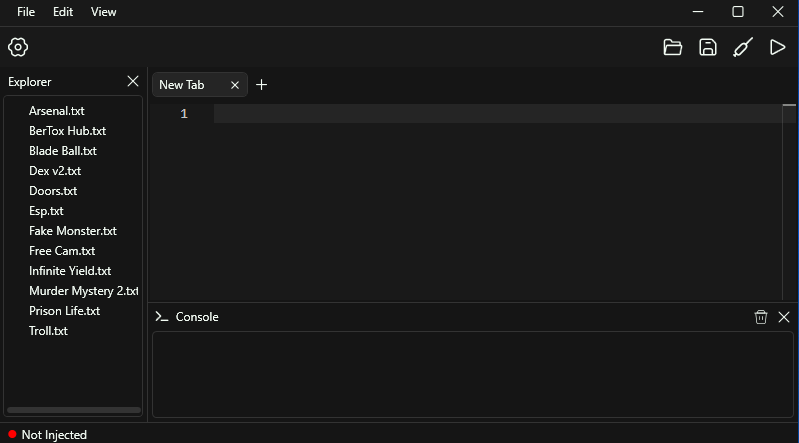 File Edit View
Explorer
New Tab
Arsenal.txt
BerTox Hub.txt
Blade Ball.txt
Dex v2.txt
Doors.txt
Esp.txt
Fake Monster.txt
Free Cam.txt
Infinite Yield.txt
Murder Mystery 2.txt
Prison Life.txt
Troll.txt
1
Console
Not Injected